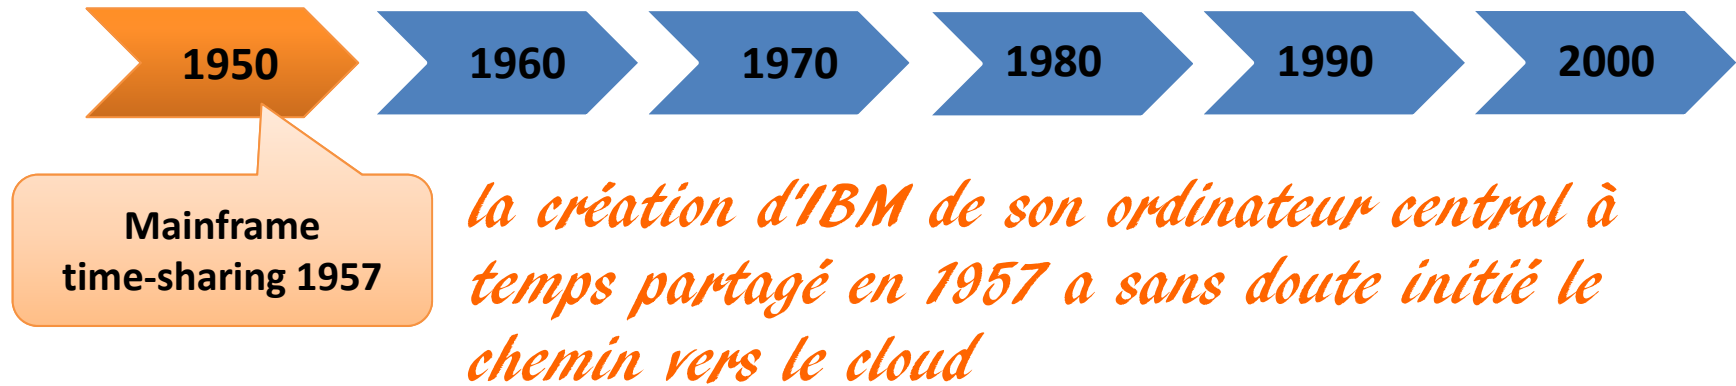 1950
1960
1970
1980
1990
2000
Mainframe
time-sharing 1957
la création d'IBM de son ordinateur central à
temps partagé en 1957 a sans doute initié le
chemin vers le cloud